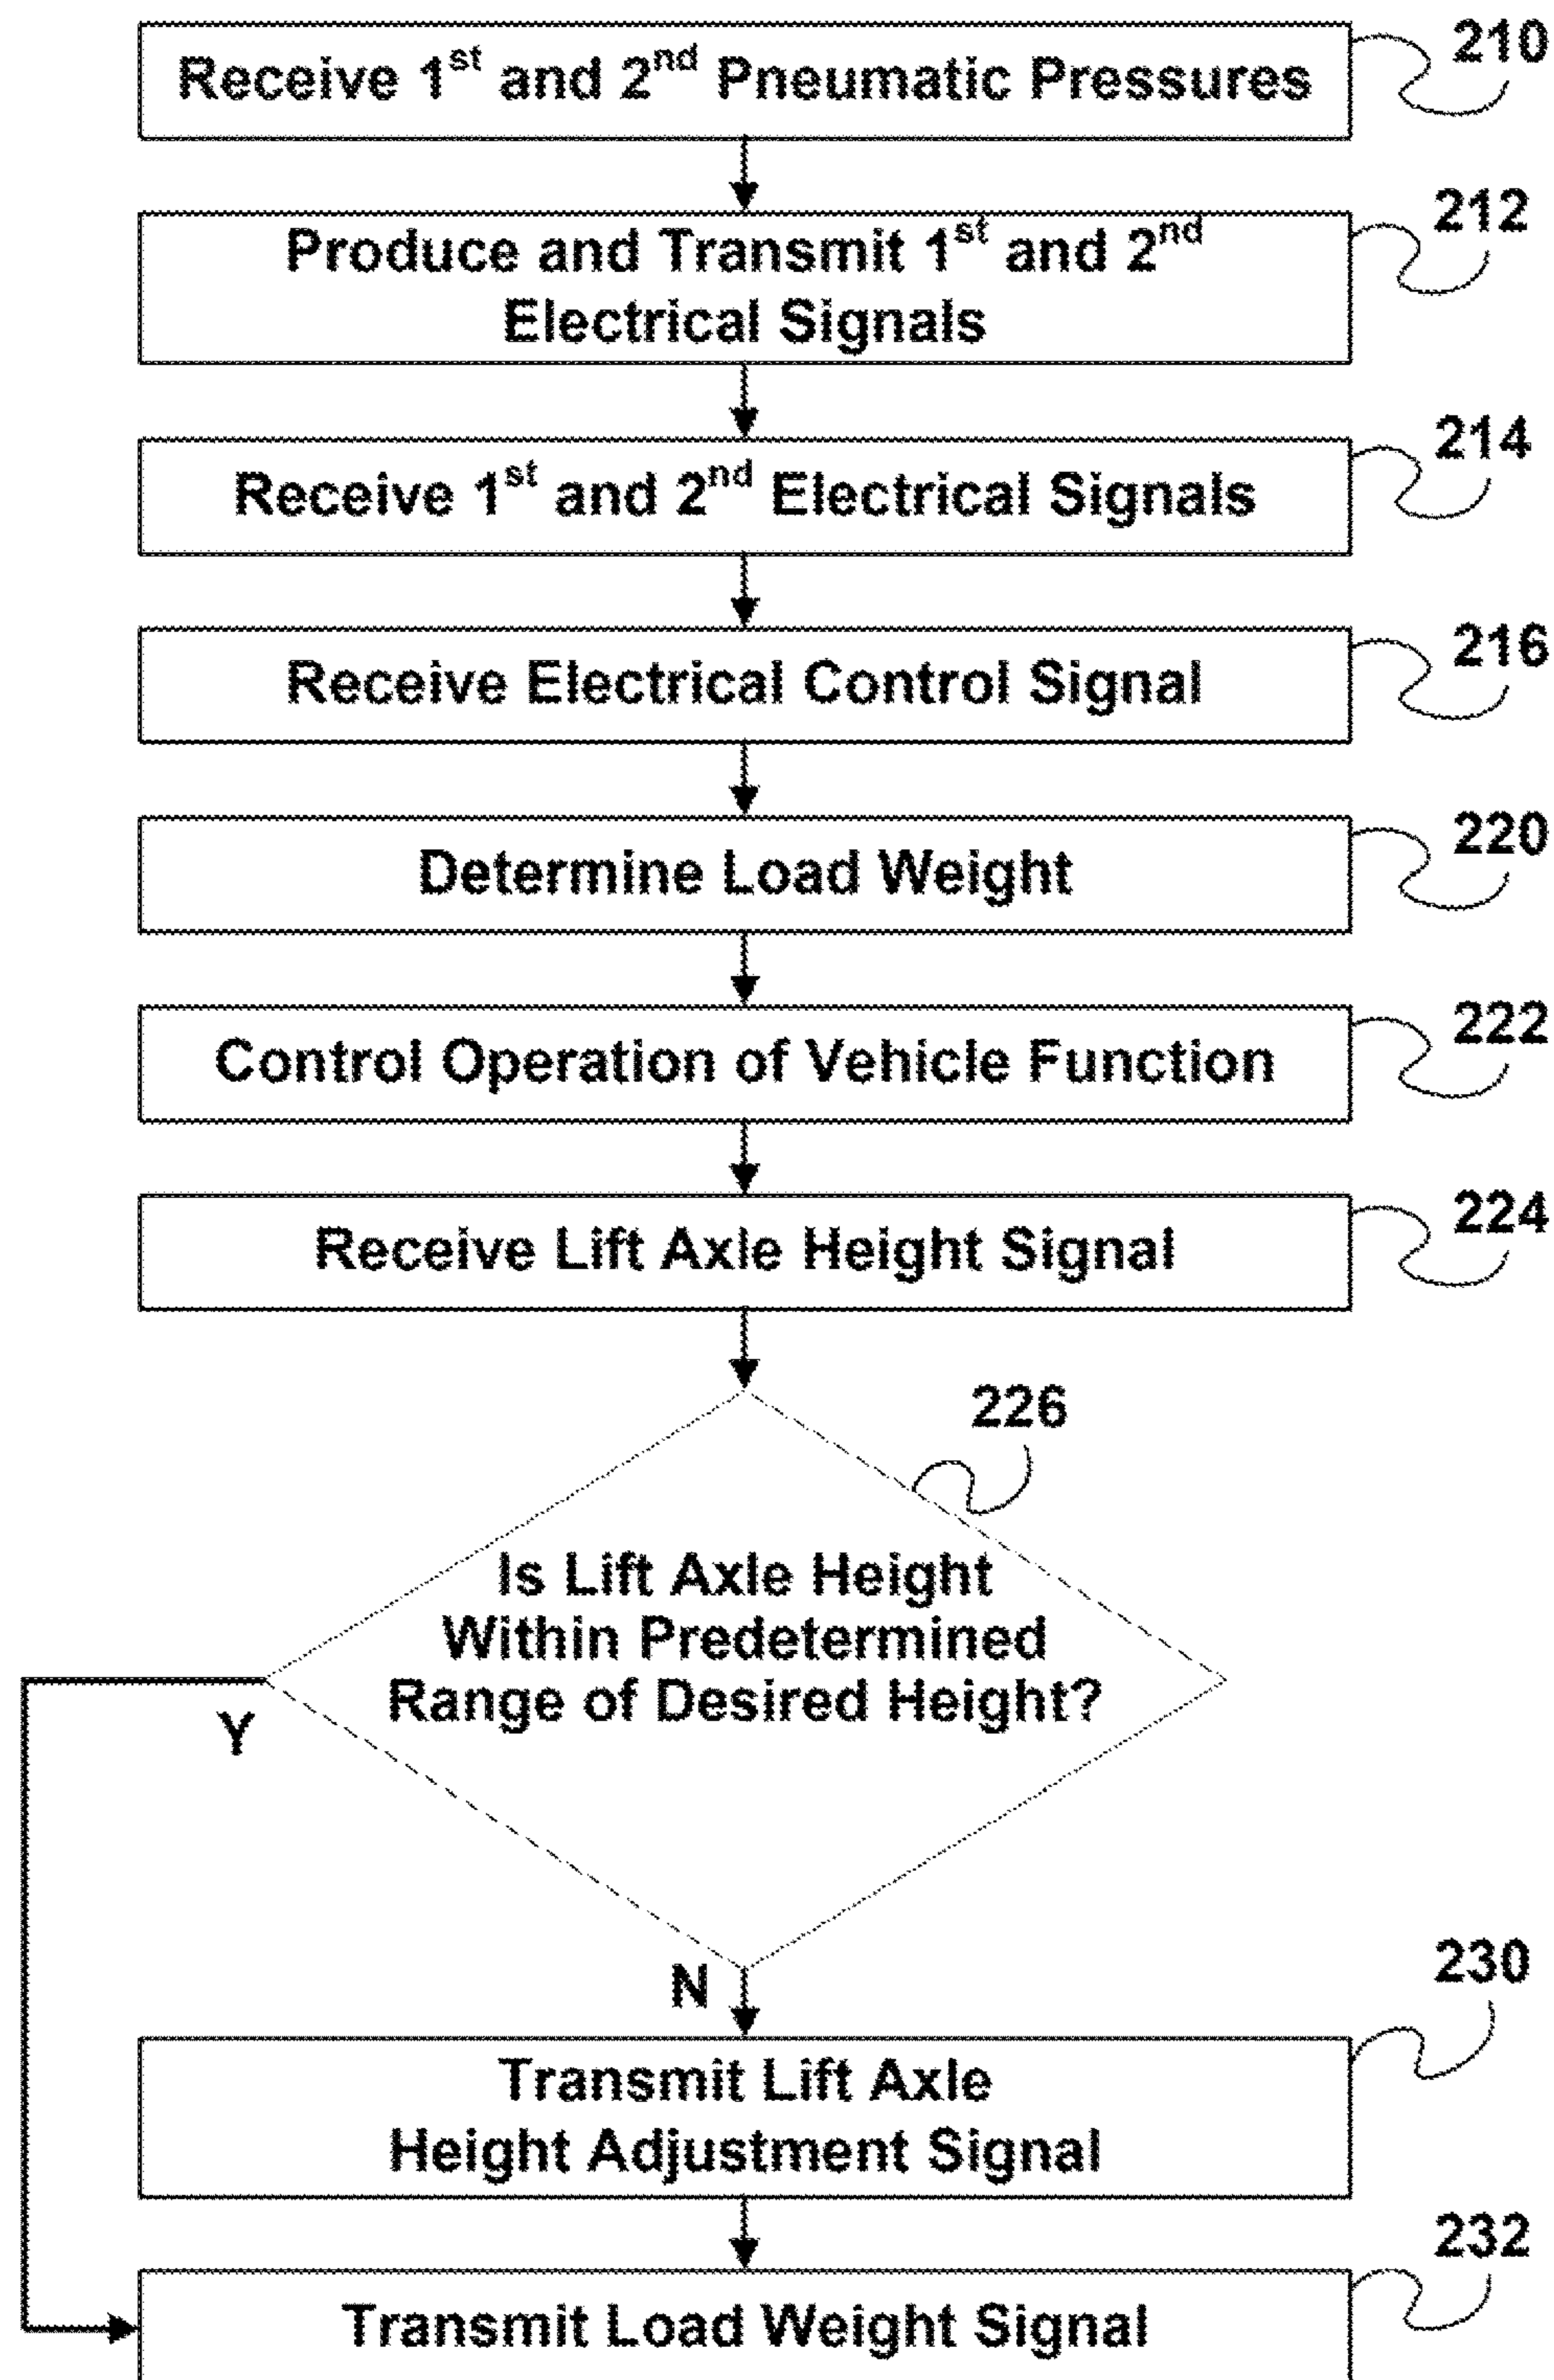 Receive 1st and 2nd Pneumatic Pressures
210
Produce and Transmit 1st and 2nd
Electrical Signals
212
Receive 1st and 2nd Electrical Signals
214
Receive Electrical Control Signal
216
Determine Load Weight
220
Control Operation of Vehicle Function
222
Receive Lift Axle Height Signal
224
226
Is Lift Axle Height
Within Predetermined
Range of Desired Height?
Y
N
230
Transmit Lift Axle
Height Adjustment Signal
232
Transmit Load Weight Signal